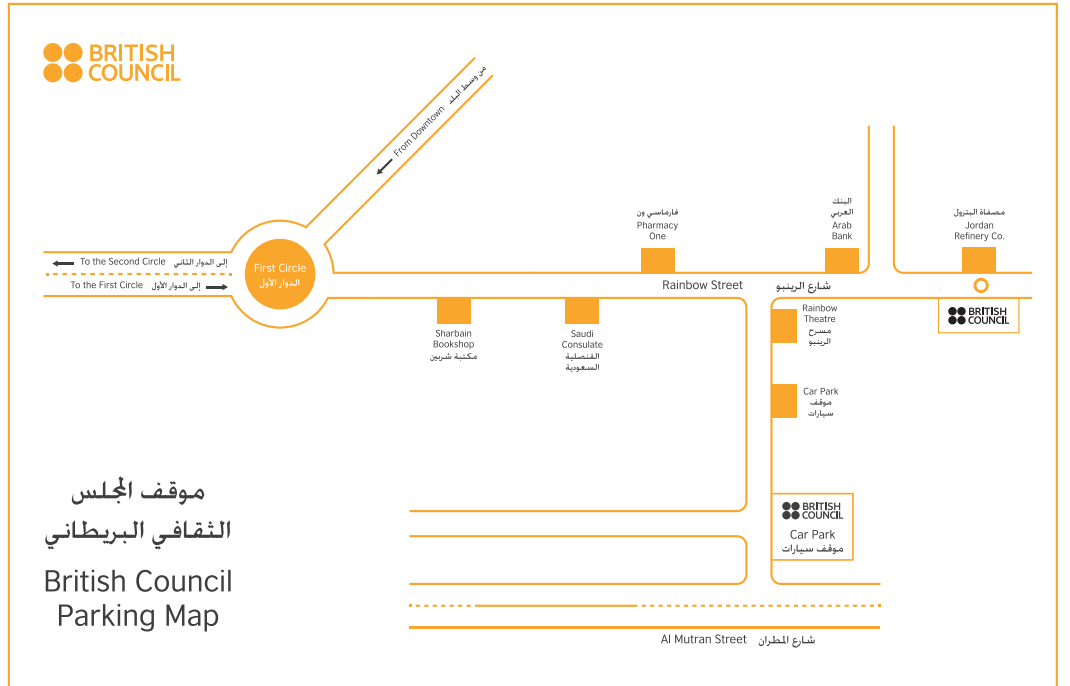 BRITISH
COUNCIL
من وسط البلد
From Downtown
To the Second Circle إلى الدوار الثاني
To the First Circle إلى الدوار الأول
First Circle
الدوار الأول
فارماسي ون
Pharmacy
One
البنك
العربي
Arab
Bank
مصفاة البترول
Jordan
Refinery Co.
Rainbow Street شارع الرينبو
Sharbain
Bookshop
مكتبة شربين
Saudi
Consulate
القنصلية
السعودية
Rainbow
Theatre
مسرح
الرينبو
BRITISH
COUNCIL
Car Park
موقف
سيارات
BRITISH
COUNCIL
Car Park
موقف سيارات
موقف المجلس
الثقافي البريطاني
British Council
Parking Map
Al Mutran Street شارع المطران